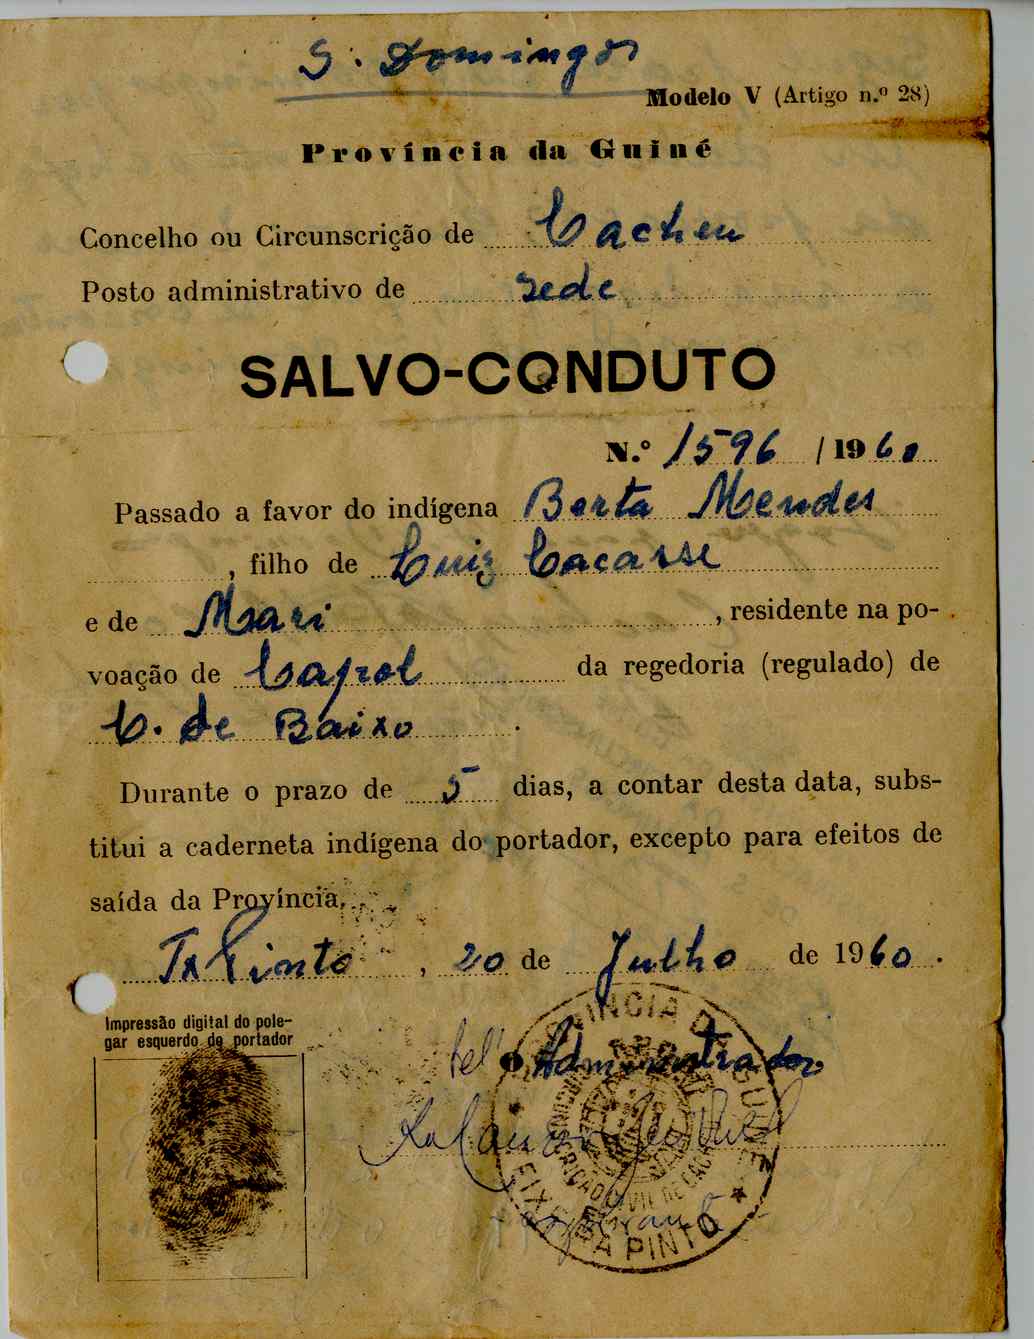 S. Domingos
Modelo V (Artigo n.º 28)
Província da Guiné
Concelho ou Circunscrição de Cacheu
Posto administrativo de Sede
SALVO-CONDUTO
N.º 1596 / 1960
Passado a favor do indígena Berta Mendes
, filho de Luiz Cacasse
e de Mari , residente na po-
voação de Capol da regedoria (regulado) de
C. de Baixo .
Durante o prazo de 5 dias, a contar desta data, subs-
titui a caderneta indígena do portador, excepto para efeitos de
saída da Província.
Tx Pinto , 20 de Julho de 1960.
Impressão digital do pole-
gar esquerdo do portador
Pel' o Administrador
TEIXEIRA PINTO